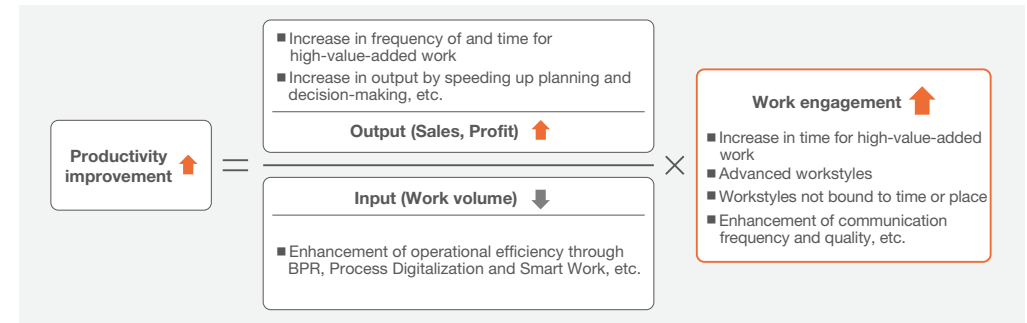 Productivity
improvement
=
■ Increase in frequency of and time for
high-value-added work
■ Increase in output by speeding up planning and
decision-making, etc.
Output (Sales, Profit)
Input (Work volume)
■ Enhancement of operational efficiency through
BPR, Process Digitalization and Smart Work, etc.
×
Work engagement
■ Increase in time for high-value-added
work
■ Advanced workstyles
■ Workstyles not bound to time or place
■ Enhancement of communication
frequency and quality, etc.